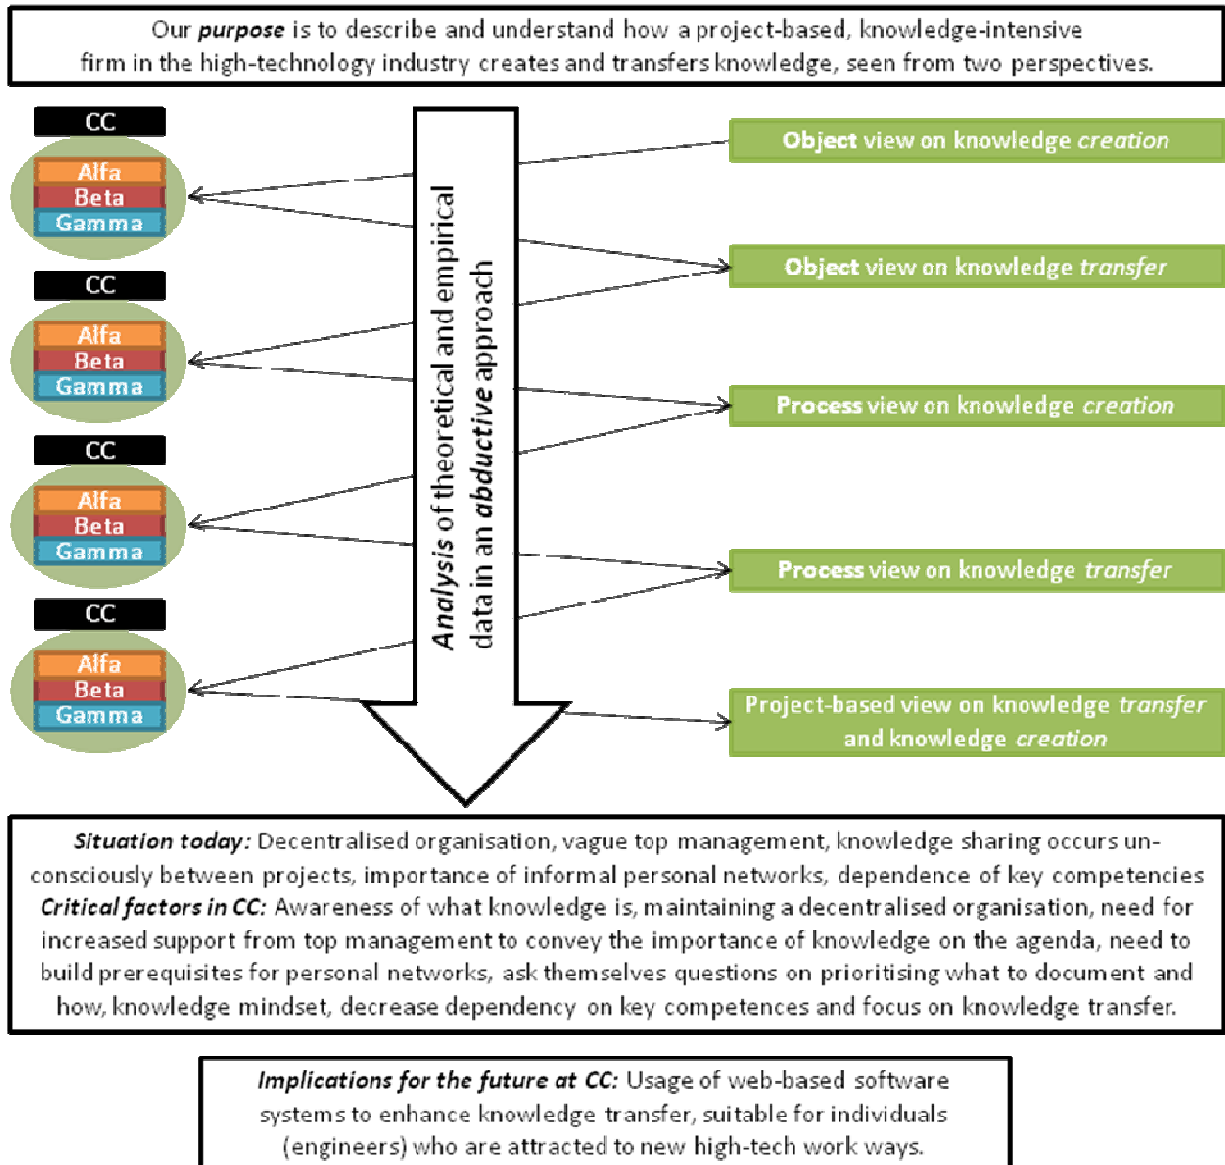 Our purpose is to describe and understand how a project-based, knowledge-intensive
firm in the high-technology industry creates and transfers knowledge, seen from two perspectives.
CC
Alfa
Beta
Gamma
CC
Alfa
Beta
Gamma
CC
Alfa
Beta
Gamma
CC
Alfa
Beta
Gamma
Analysis of theoretical and empirical
data in an abductive approach
Object view on knowledge creation
Object view on knowledge transfer
Process view on knowledge creation
Process view on knowledge transfer
Project-based view on knowledge transfer
and knowledge creation
Situation today: Decentralised organisation, vague top management, knowledge sharing occurs un-
consciously between projects, importance of informal personal networks, dependence of key competencies
Critical factors in CC: Awareness of what knowledge is, maintaining a decentralised organisation, need for
increased support from top management to convey the importance of knowledge on the agenda, need to
build prerequisites for personal networks, ask themselves questions on prioritising what to document and
how, knowledge mindset, decrease dependency on key competences and focus on knowledge transfer.
Implications for the future at CC: Usage of web-based software
systems to enhance knowledge transfer, suitable for individuals
(engineers) who are attracted to new high-tech work ways.